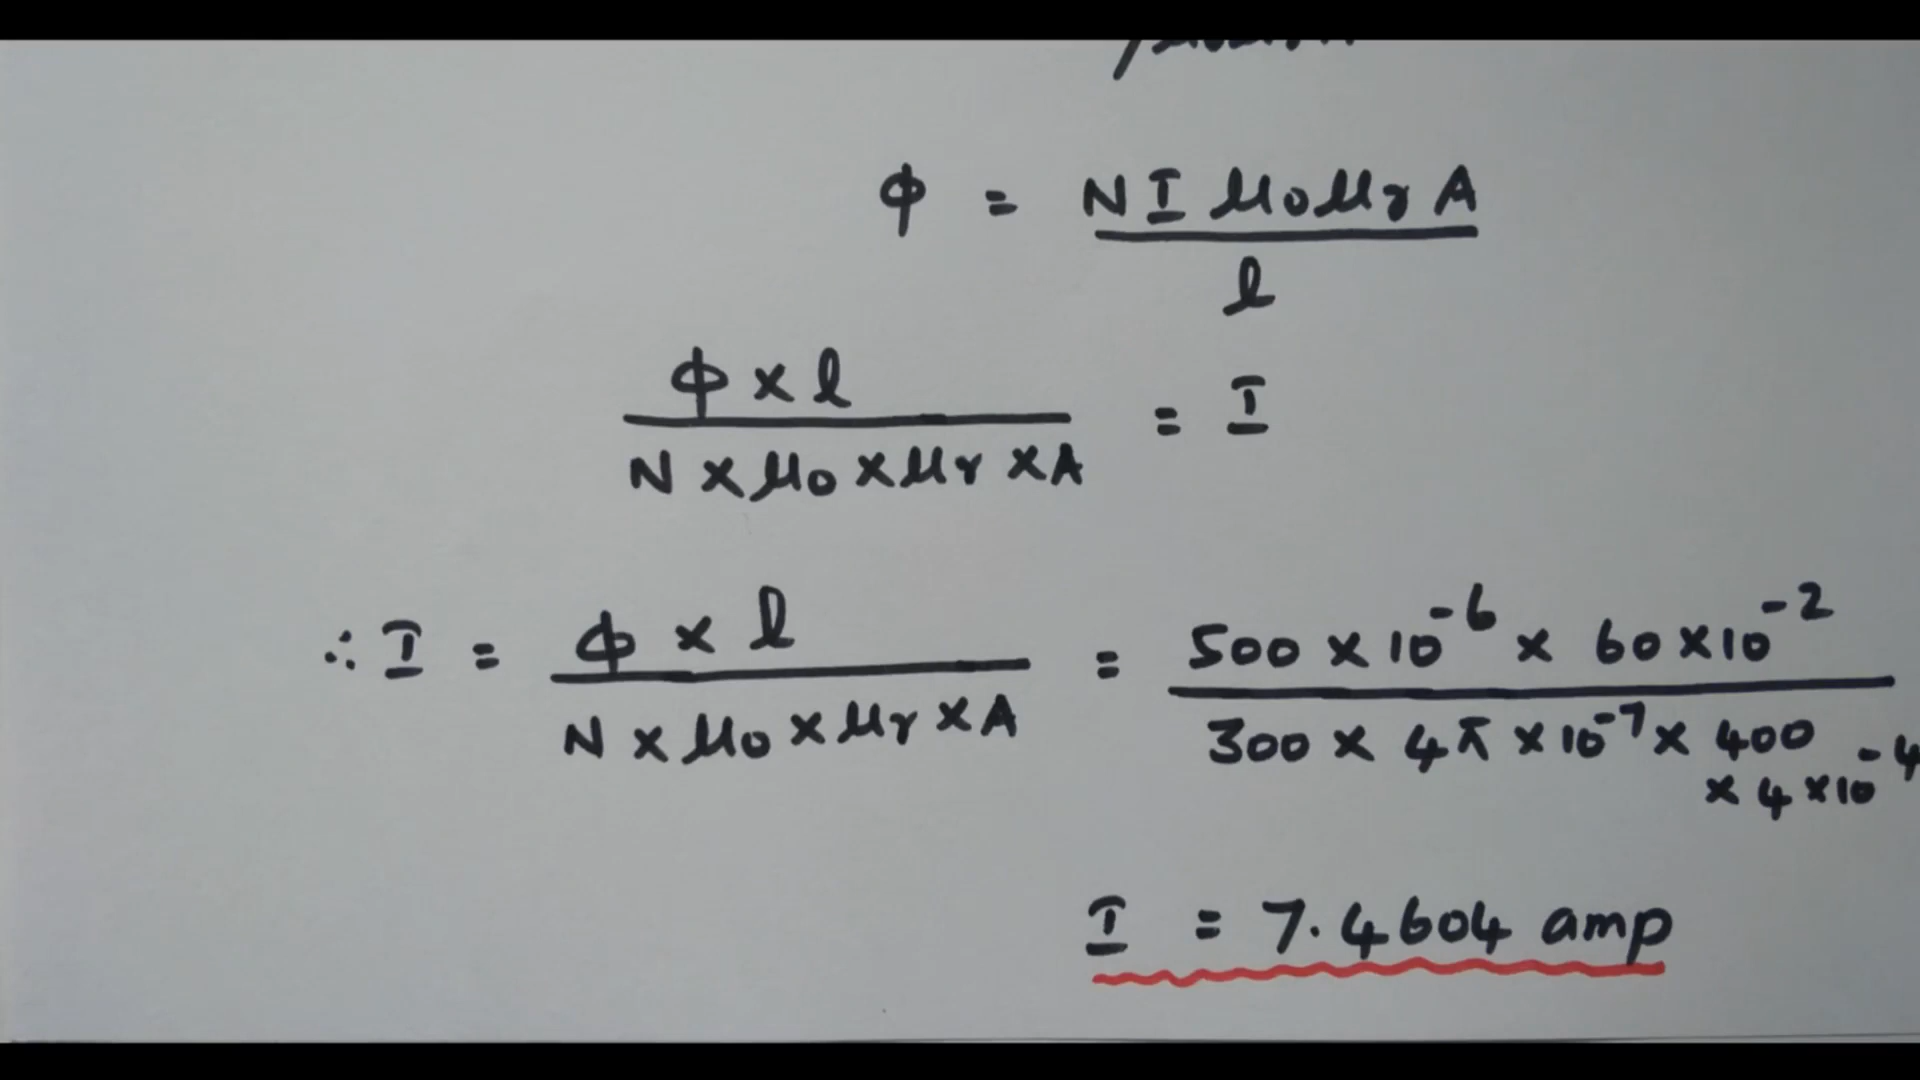 ϕ = N I μ₀ μr A / l
ϕ × l / N × μ₀ × μr × A = I
∴ I = ϕ × l / N × μ₀ × μr × A = 500 × 10⁻⁶ × 60 × 10⁻² / 300 × 4π × 10⁻⁷ × 400 × 4 × 10⁻⁴
I = 7.4604 amp